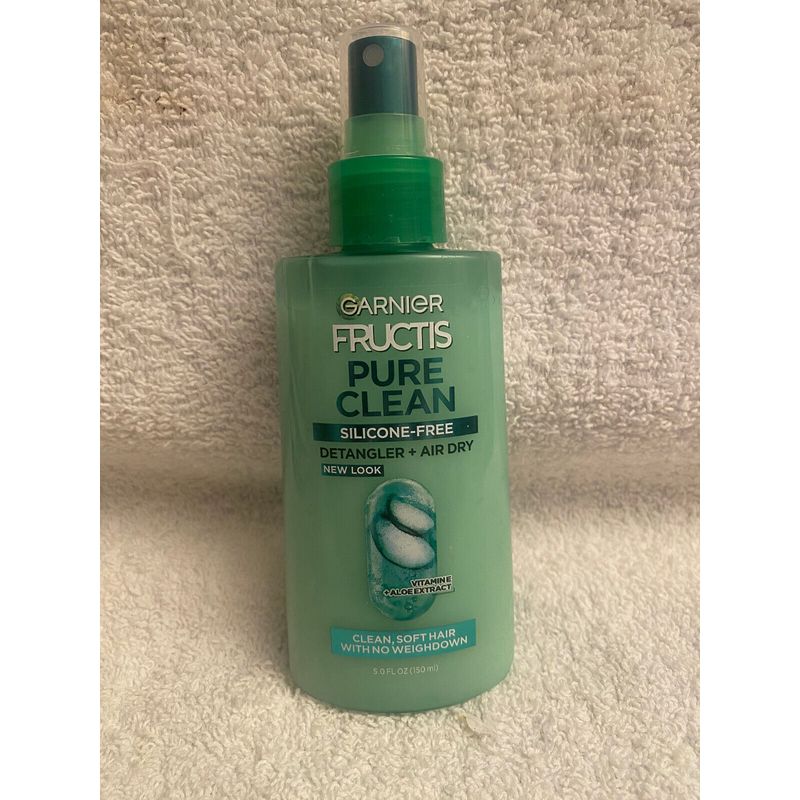 GARNIER
FRUCTIS
PURE
CLEAN
SILICONE-FREE
DETANGLER + AIR DRY
NEW LOOK
VITAMIN E
+ALOE EXTRACT
CLEAN, SOFT HAIR
WITH NO WEIGHDOWN
5.0 FL OZ (150 ml)